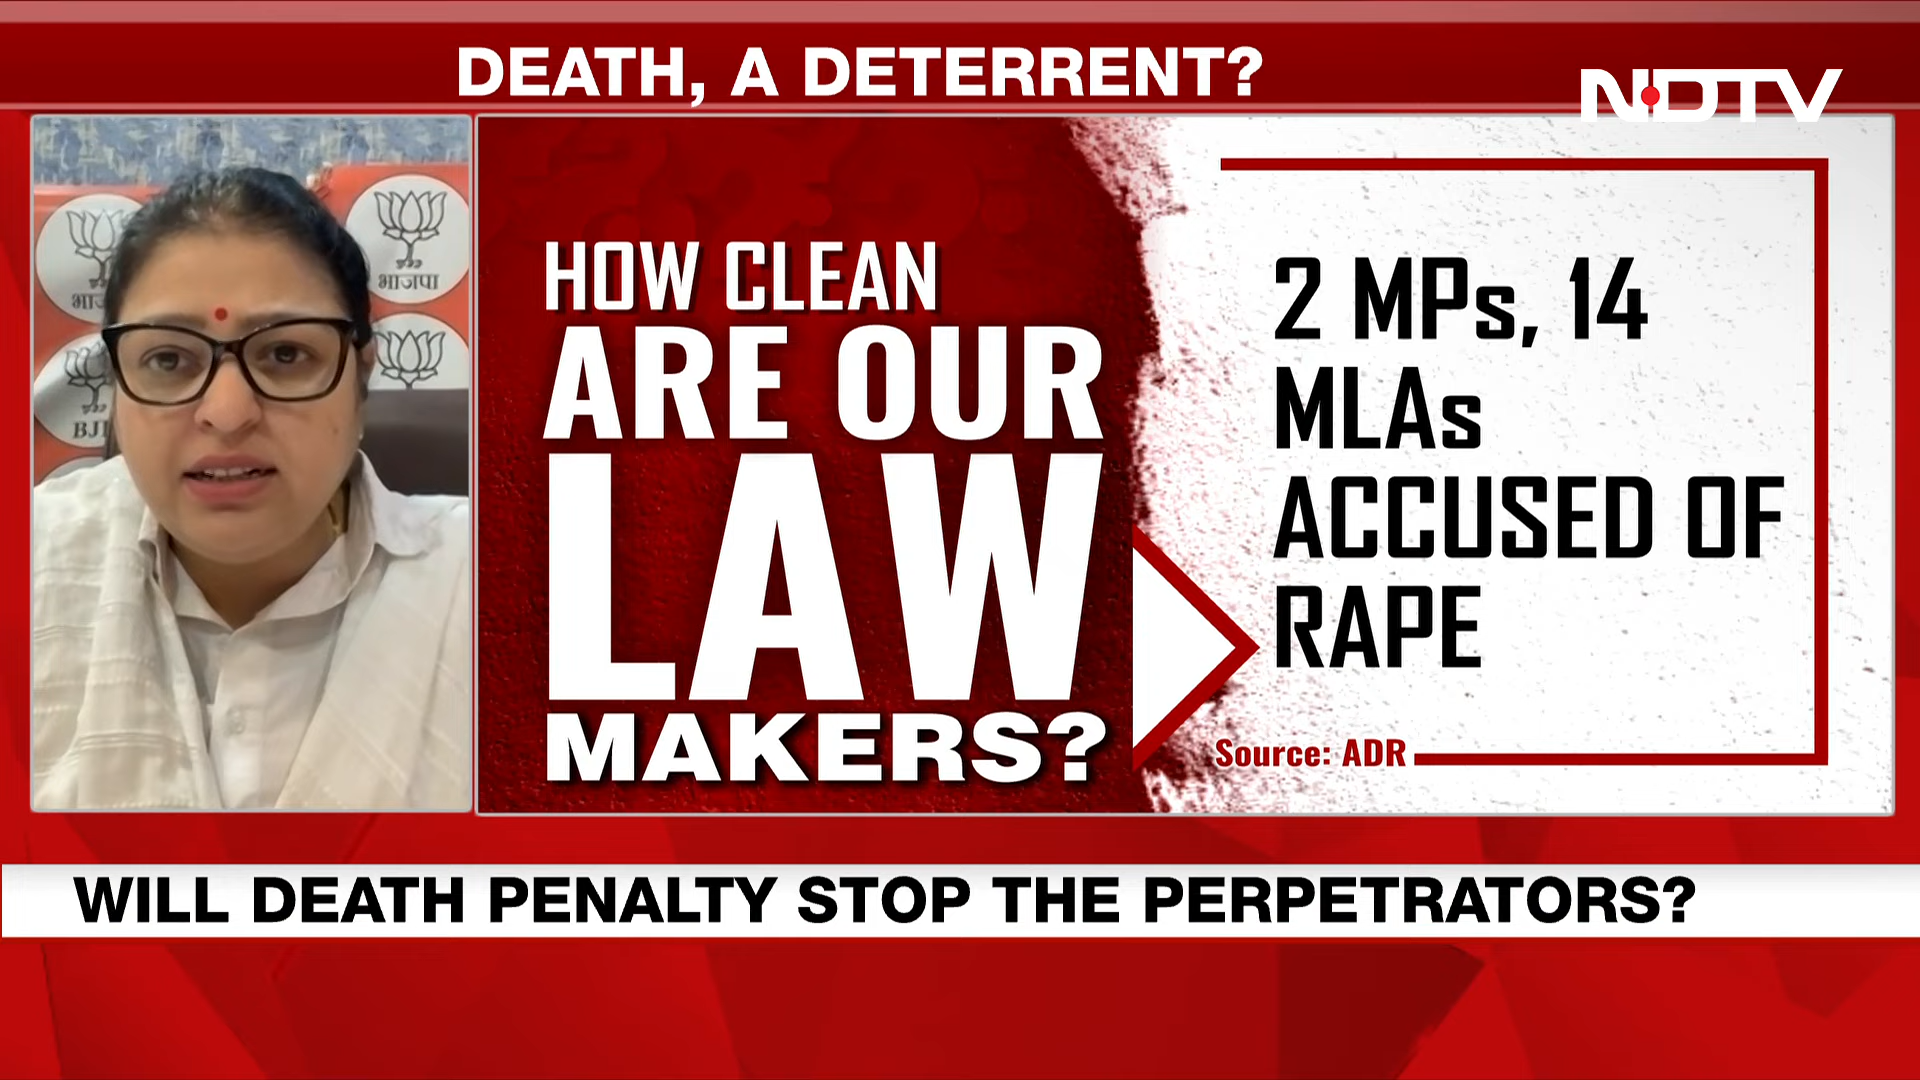 DEATH, A DETERRENT?
NDTV
भाजपा
BJ
HOW CLEAN
ARE OUR
LAW
MAKERS?
2 MPs, 14
MLAs
ACCUSED OF
RAPE
Source: ADR
WILL DEATH PENALTY STOP THE PERPETRATORS?